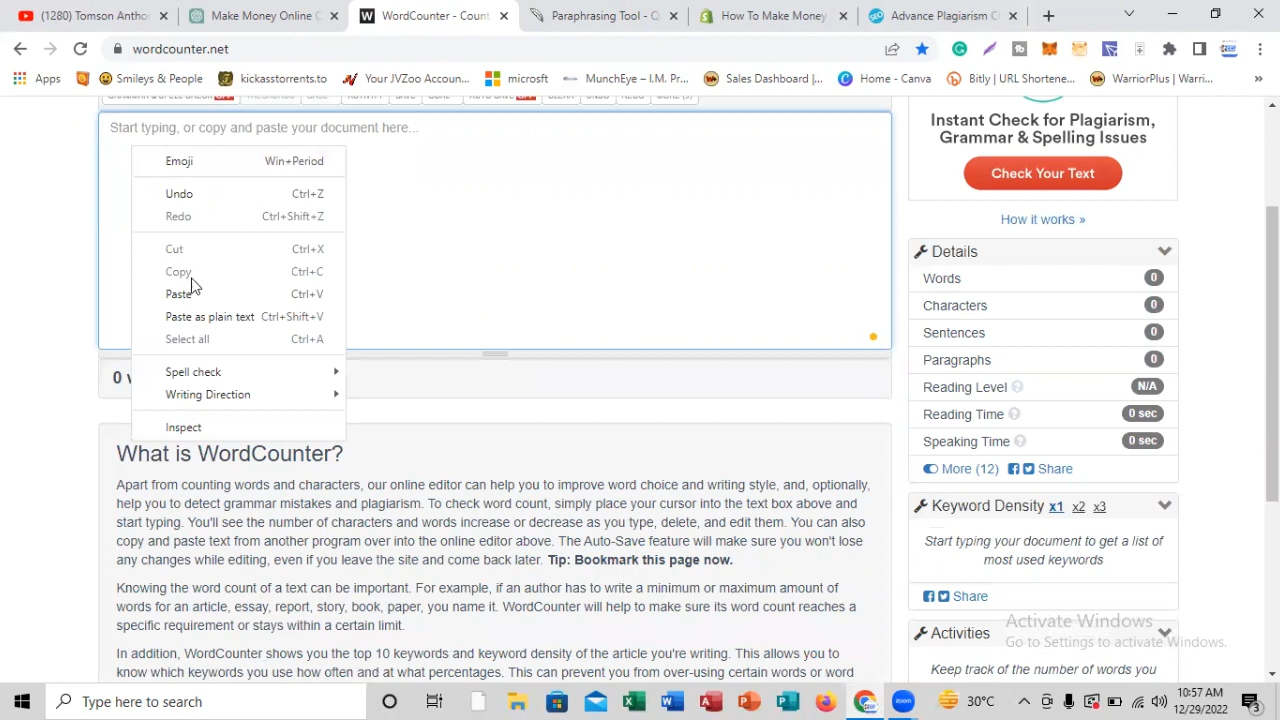 (1280) Tomson Antho
Make Money Online C
WordCounter - Count
Paraphrasing Tool - Q
How To Make Money
Advance Plagiarism C
wordcounter.net
Apps
Smileys & People
kickasstorrents.to
Your JVZoo Accoun...
microsft
MunchEye – I.M. Pr...
Sales Dashboard |...
Home - Canva
Bitly | URL Shortene...
WarriorPlus | Warri...
»
Start typing, or copy and paste your document here...
Emoji Win+Period
Undo Ctrl+Z
Redo Ctrl+Shift+Z
Cut Ctrl+X
Copy Ctrl+C
Paste Ctrl+V
Paste as plain text Ctrl+Shift+V
Select all Ctrl+A
Spell check
Writing Direction
Inspect
0 w
What is WordCounter?
Apart from counting words and characters, our online editor can help you to improve word choice and writing style, and, optionally,
help you to detect grammar mistakes and plagiarism. To check word count, simply place your cursor into the text box above and
start typing. You'll see the number of characters and words increase or decrease as you type, delete, and edit them. You can also
copy and paste text from another program over into the online editor above. The Auto-Save feature will make sure you won't lose
any changes while editing, even if you leave the site and come back later. Tip: Bookmark this page now.
Knowing the word count of a text can be important. For example, if an author has to write a minimum or maximum amount of
words for an article, essay, report, story, book, paper, you name it. WordCounter will help to make sure its word count reaches a
specific requirement or stays within a certain limit.
In addition, WordCounter shows you the top 10 keywords and keyword density of the article you're writing. This allows you to
know which keywords you use how often and at what percentages. This can prevent you from over-using certain words or word
Instant Check for Plagiarism,
Grammar & Spelling Issues
Check Your Text
How it works »
Details
Words 0
Characters 0
Sentences 0
Paragraphs 0
Reading Level N/A
Reading Time 0 sec
Speaking Time 0 sec
More (12) Share
Keyword Density x1 x2 x3
Start typing your document to get a list of
most used keywords
Share
Activate Windows
Go to Settings to activate Windows.
Activities
Keep track of the number of words you
Type here to search
zoom
30°C
10:57 AM
12/29/2022
3